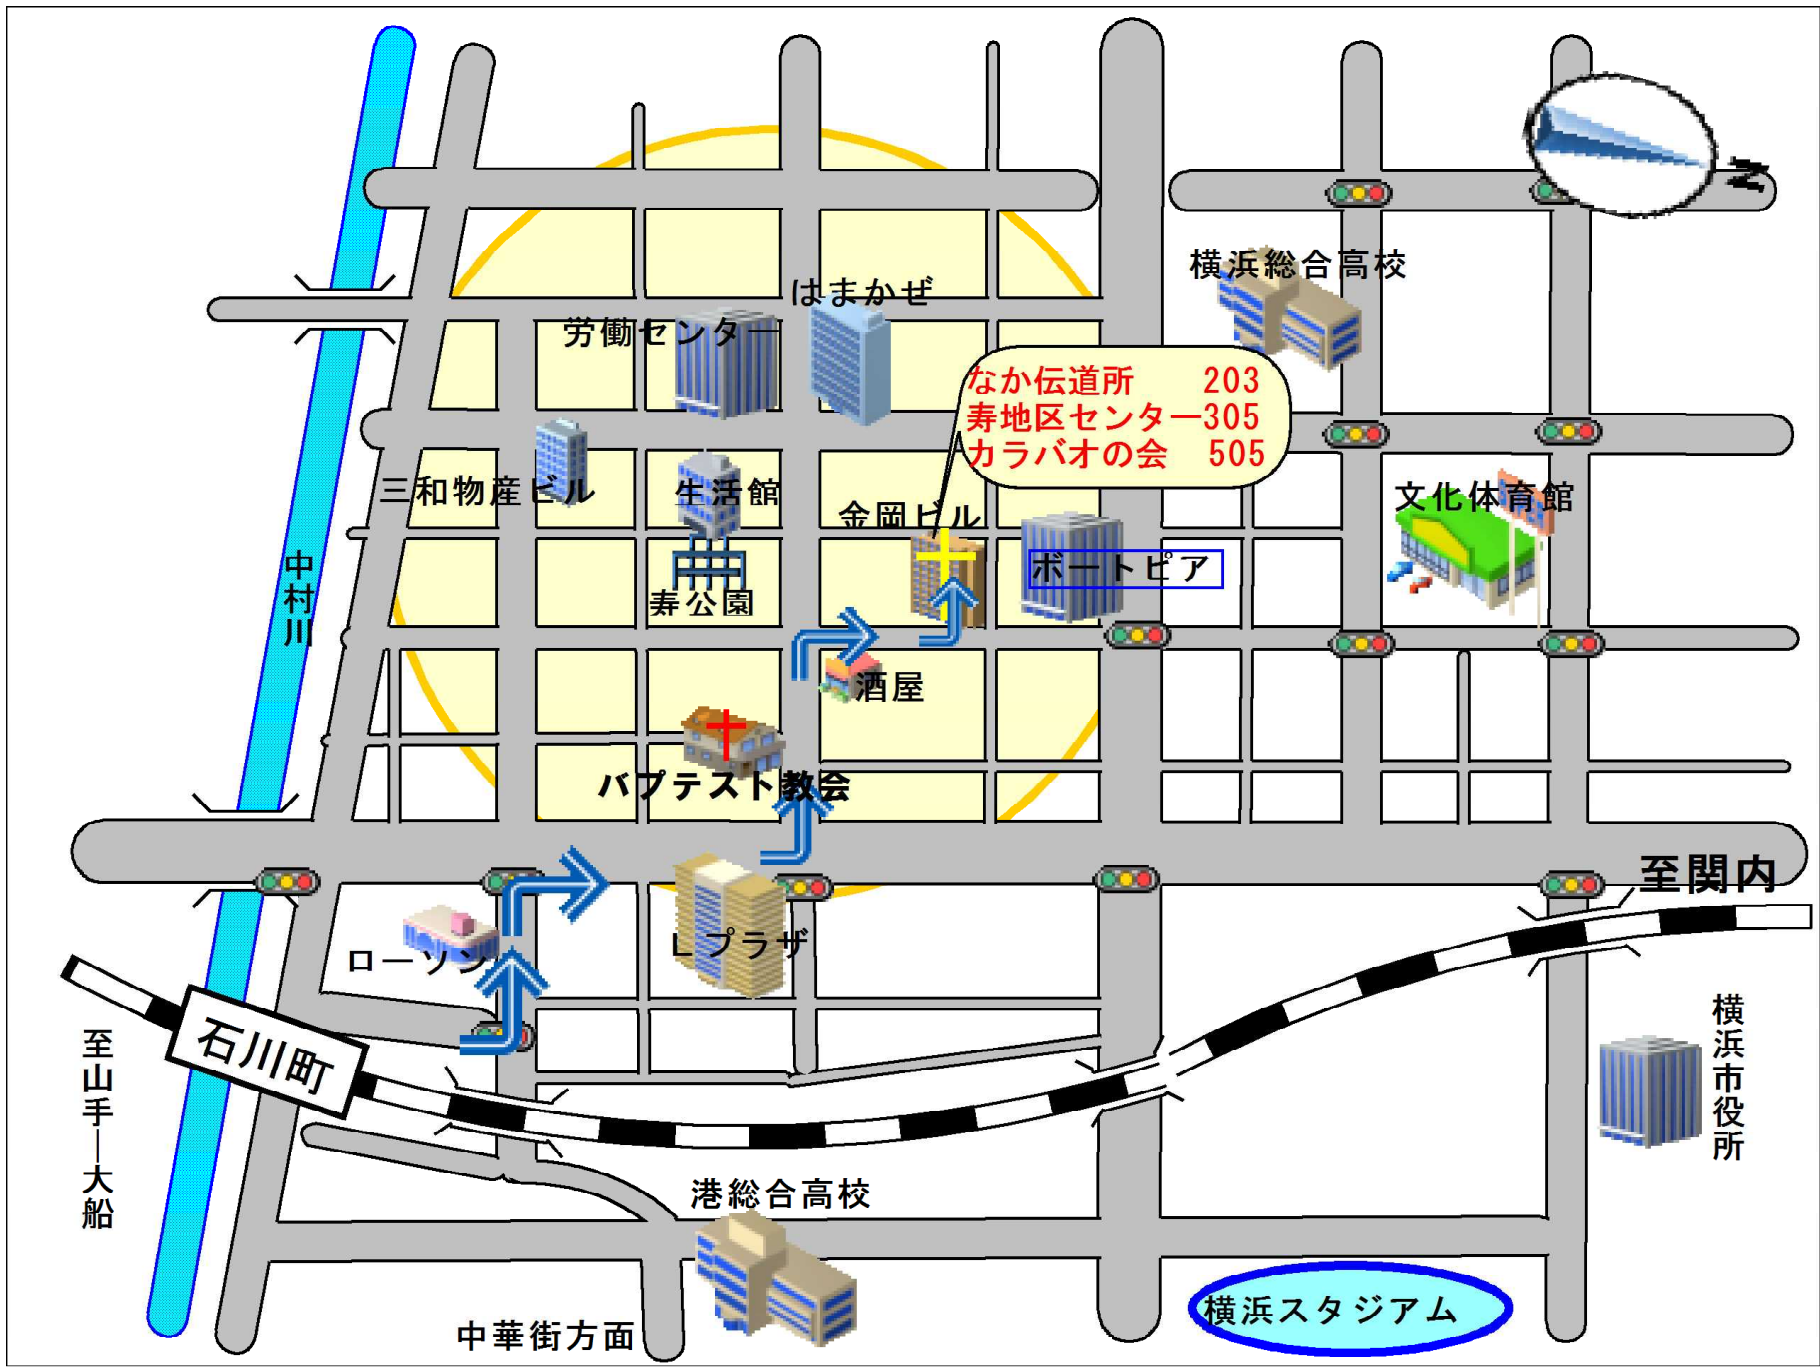 N
横浜総合高校
はまかぜ
労働センター
なか伝道所 203
寿地区センター305
カラバオの会 505
三和物産ビル
生活館
金岡ビル
文化体育館
ボートピア
中村川
寿公園
酒屋
バプテスト教会
至関内
ローソン
Lプラザ
石川町
至山手―大船
横浜市役所
港総合高校
横浜スタジアム
中華街方面